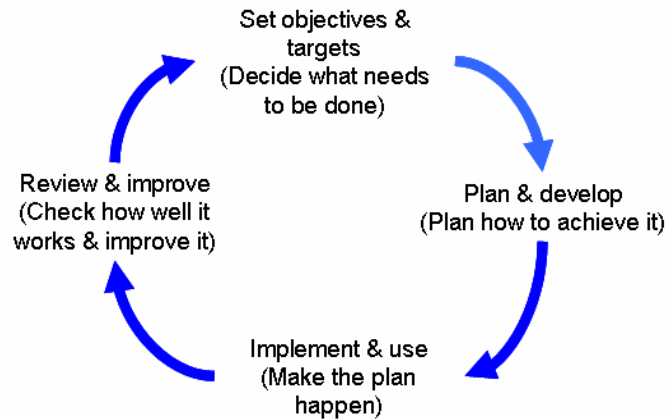 Set objectives &
targets
(Decide what needs
to be done)
Plan & develop
(Plan how to achieve it)
Implement & use
(Make the plan
happen)
Review & improve
(Check how well it
works & improve it)